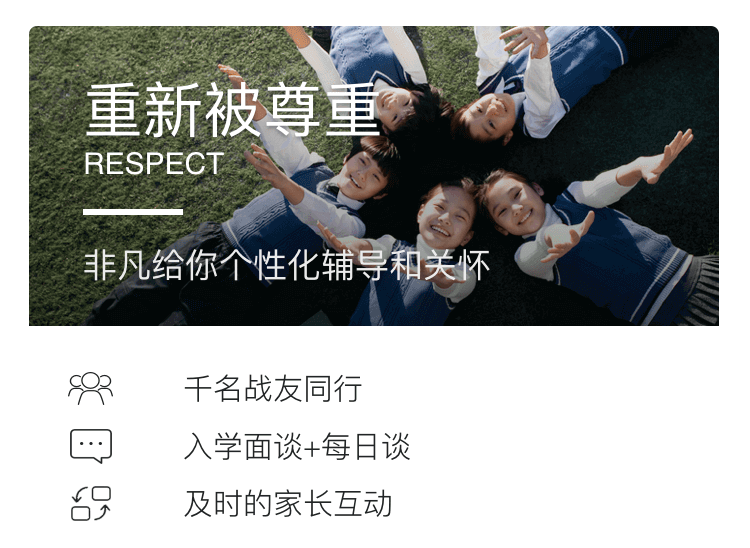 重新被尊重
RESPECT
非凡给你个性化辅导和关怀
千名战友同行
入学面谈+每日谈
及时的家长互动